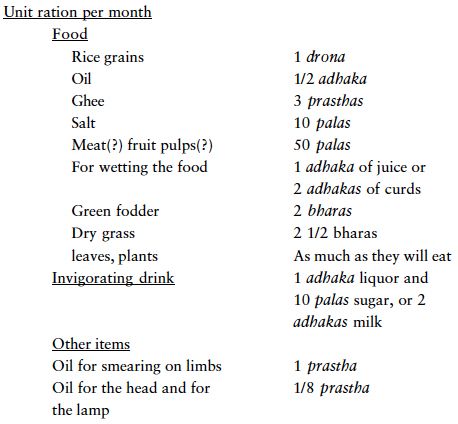 Unit ration per month
Food
Rice grains 1 drona
Oil 1/2 adhaka
Ghee 3 prasthas
Salt 10 palas
Meat(?) fruit pulps(?) 50 palas
For wetting the food 1 adhaka of juice or
2 adhakas of curds
Green fodder 2 bharas
Dry grass 2 1/2 bharas
leaves, plants As much as they will eat
Invigorating drink 1 adhaka liquor and
10 palas sugar, or 2
adhakas milk
Other items
Oil for smearing on limbs 1 prastha
Oil for the head and for 1/8 prastha
the lamp